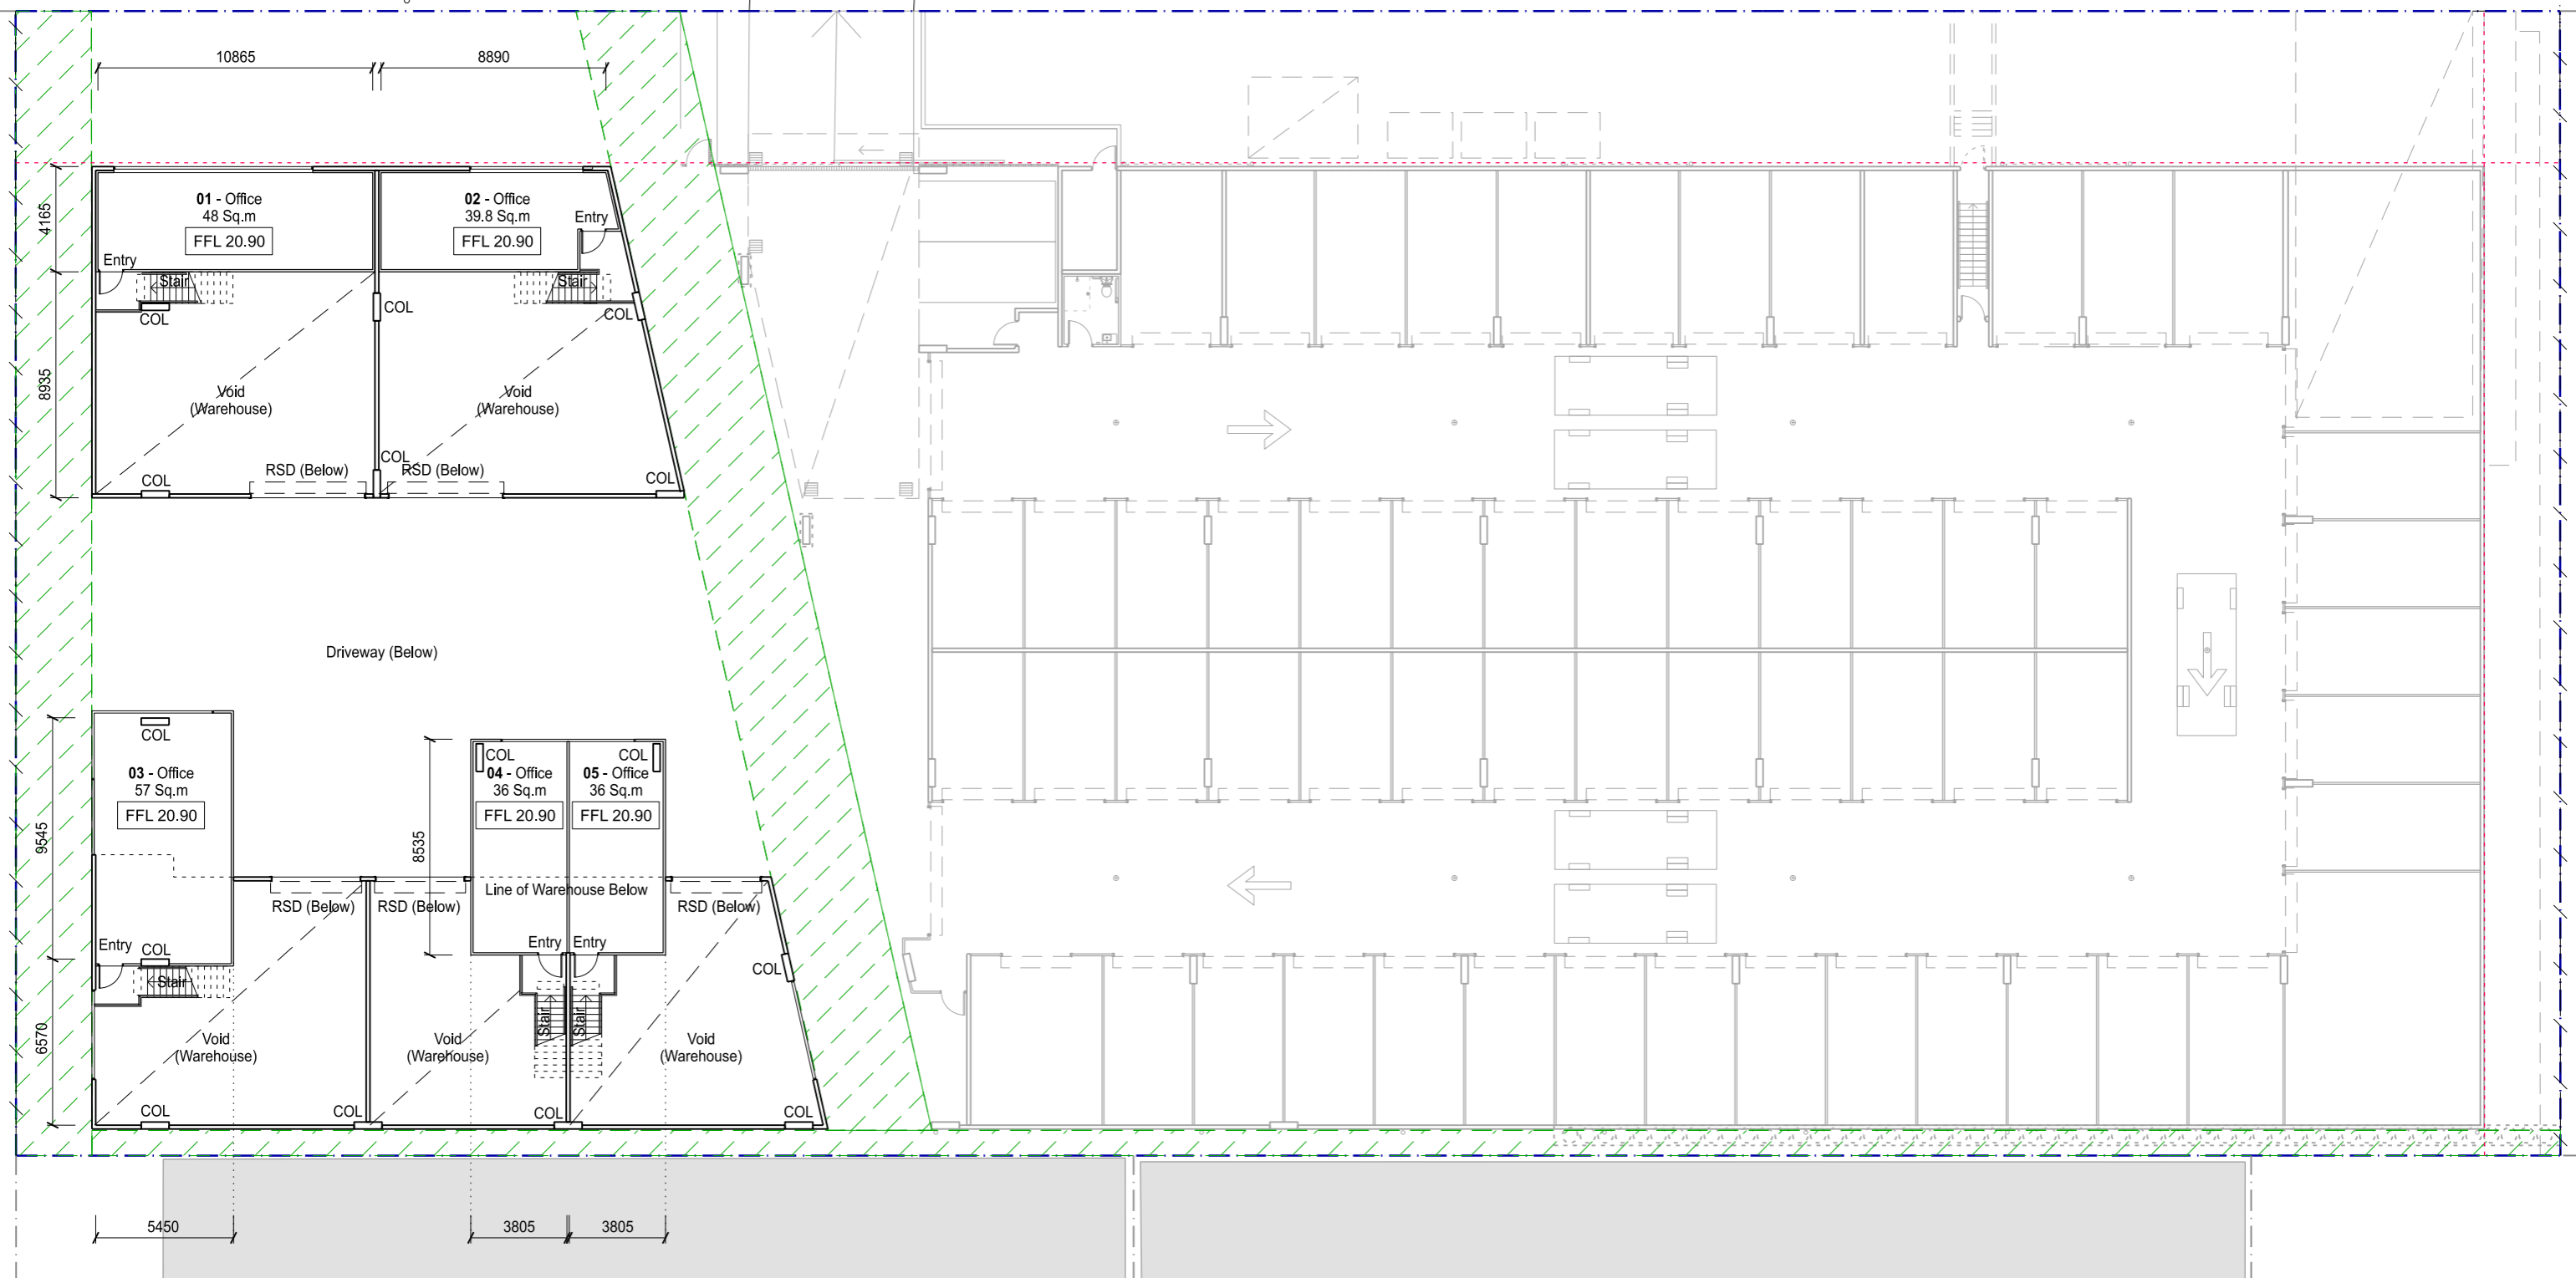 10865
8890
4165
01 - Office
48 Sq.m
FFL 20.90
02 - Office
39.8 Sq.m
FFL 20.90
Entry
Entry
Stair
Stair
COL
COL
COL
8935
Void
(Warehouse)
Void
(Warehouse)
COL
RSD (Below)
COL
RSD (Below)
COL
Driveway (Below)
COL
03 - Office
57 Sq.m
FFL 20.90
COL
COL
04 - Office
36 Sq.m
FFL 20.90
05 - Office
36 Sq.m
FFL 20.90
9545
8535
Line of Warehouse Below
RSD (Below)
RSD (Below)
RSD (Below)
Entry
COL
Entry
Entry
COL
Stair
Stair
Stair
6570
Void
(Warehouse)
Void
(Warehouse)
Void
(Warehouse)
COL
COL
COL
COL
5450
3805
3805